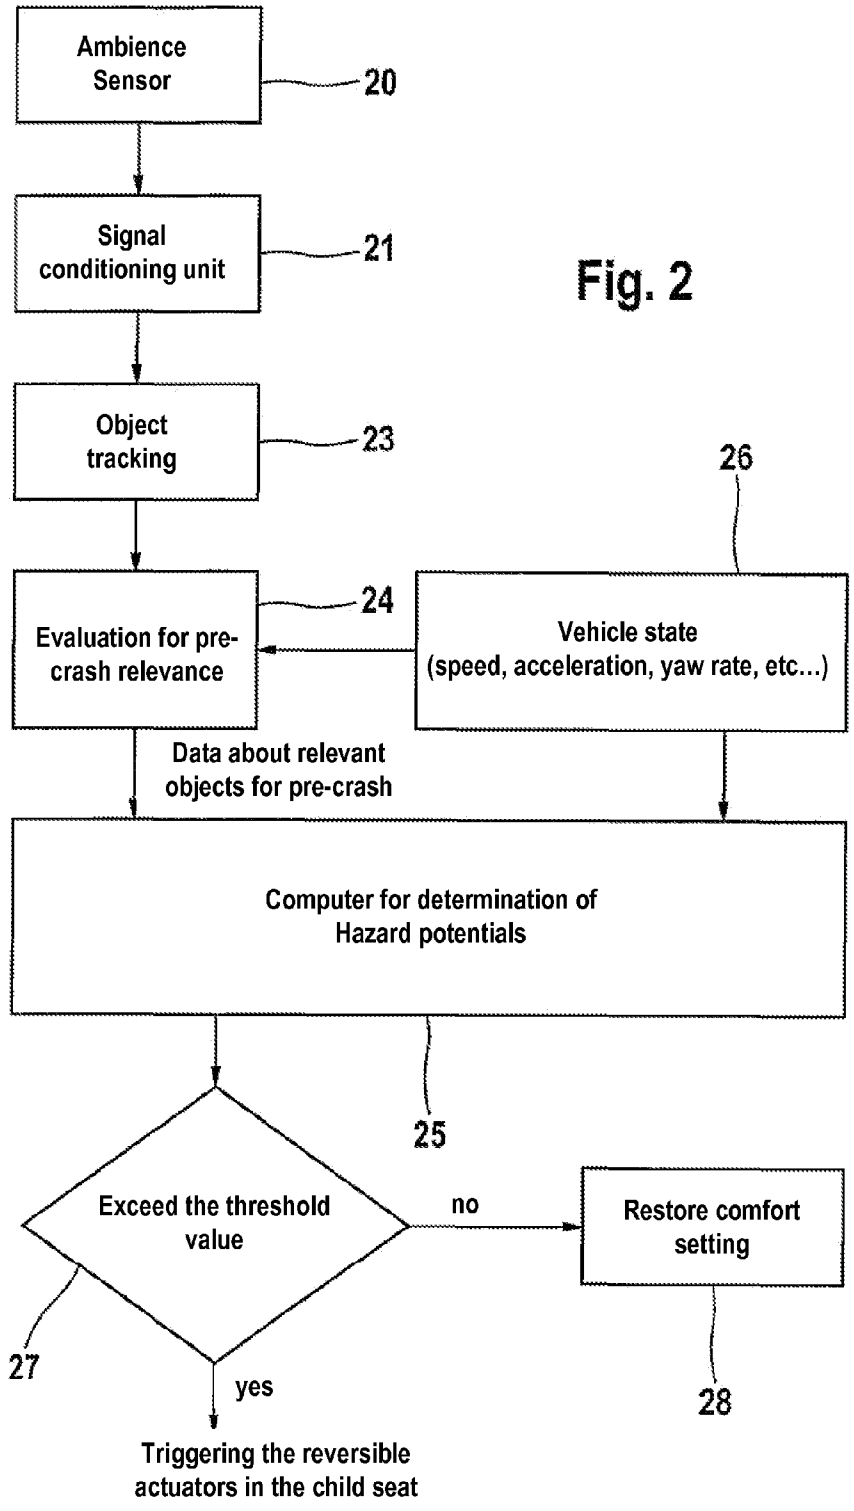 Ambience
Sensor
20
Signal
conditioning unit
21
Fig. 2
Object
tracking
23
26
24
Evaluation for pre-
crash relevance
Vehicle state
(speed, acceleration, yaw rate, etc...)
Data about relevant
objects for pre-crash
Computer for determination of
Hazard potentials
25
Exceed the threshold
value
no
Restore comfort
setting
27
28
yes
Triggering the reversible
actuators in the child seat